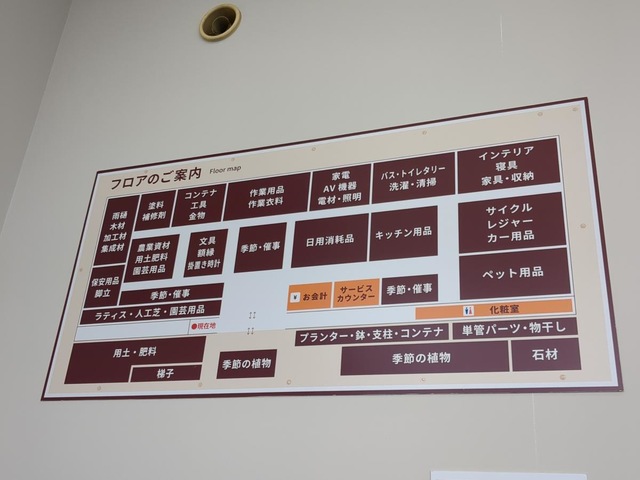 フロアのご案内 Floor map
雨樋
木材
加工材
集成材
塗料
補修剤
コンテナ
工具
金物
作業用品
作業衣料
家電
AV機器
電材・照明
バス・トイレタリー
洗濯・清掃
インテリア
寝具
家具・収納
農業資材
用土肥料
園芸用品
文具
額縁
掛置き時計
季節・催事
日用消耗品
キッチン用品
サイクル
レジャー
カー用品
保安用品
脚立
季節・催事
¥ お会計
サービス
カウンター
季節・催事
ペット用品
ラティス・人工芝・園芸用品
化粧室
現在地
プランター・鉢・支柱・コンテナ
単管パーツ・物干し
用土・肥料
梯子
季節の植物
季節の植物
石材